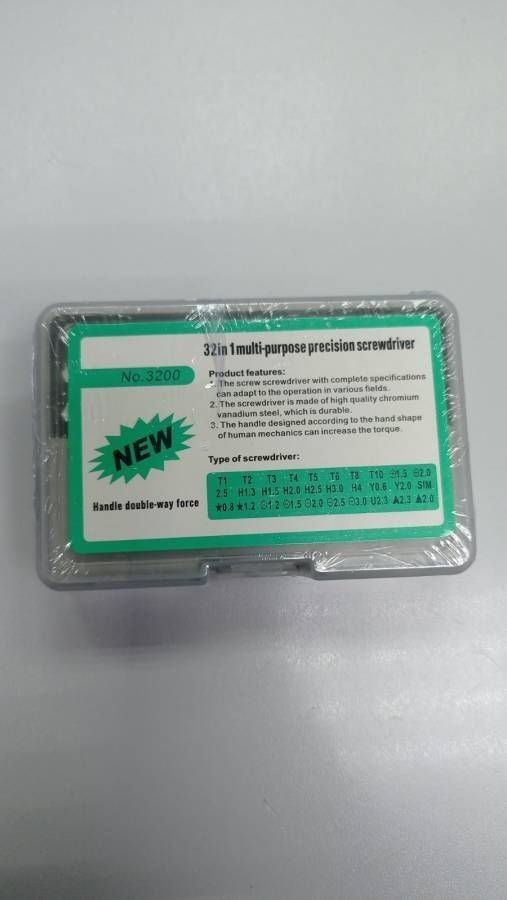 32in1multi-purpose precision screwdriver
No.3200
Product features:
1. The screw screwdriver with complete specifications
can adapt to the operation in various fields.
2. The screwdriver is made of high quality chromium
vanadium steel, which is durable.
3. The handle designed according to the hand shape
of human mechanics can increase the torque.
NEW
Handle double-way force
Type of screwdriver:
T1 T2 T3 T4 T5 T6 T8 T10 ⊖1.5 ⊖2.0
2.5 H1.3 H1.5 H2.0 H2.5 H3.0 H4 Y0.6 Y2.0 SIM
★0.8 ★1.2 ⊖1.2 ⊖1.5 ⊖2.0 ⊖2.5 ⊖3.0 U2.3 ▲2.3 ▲2.0